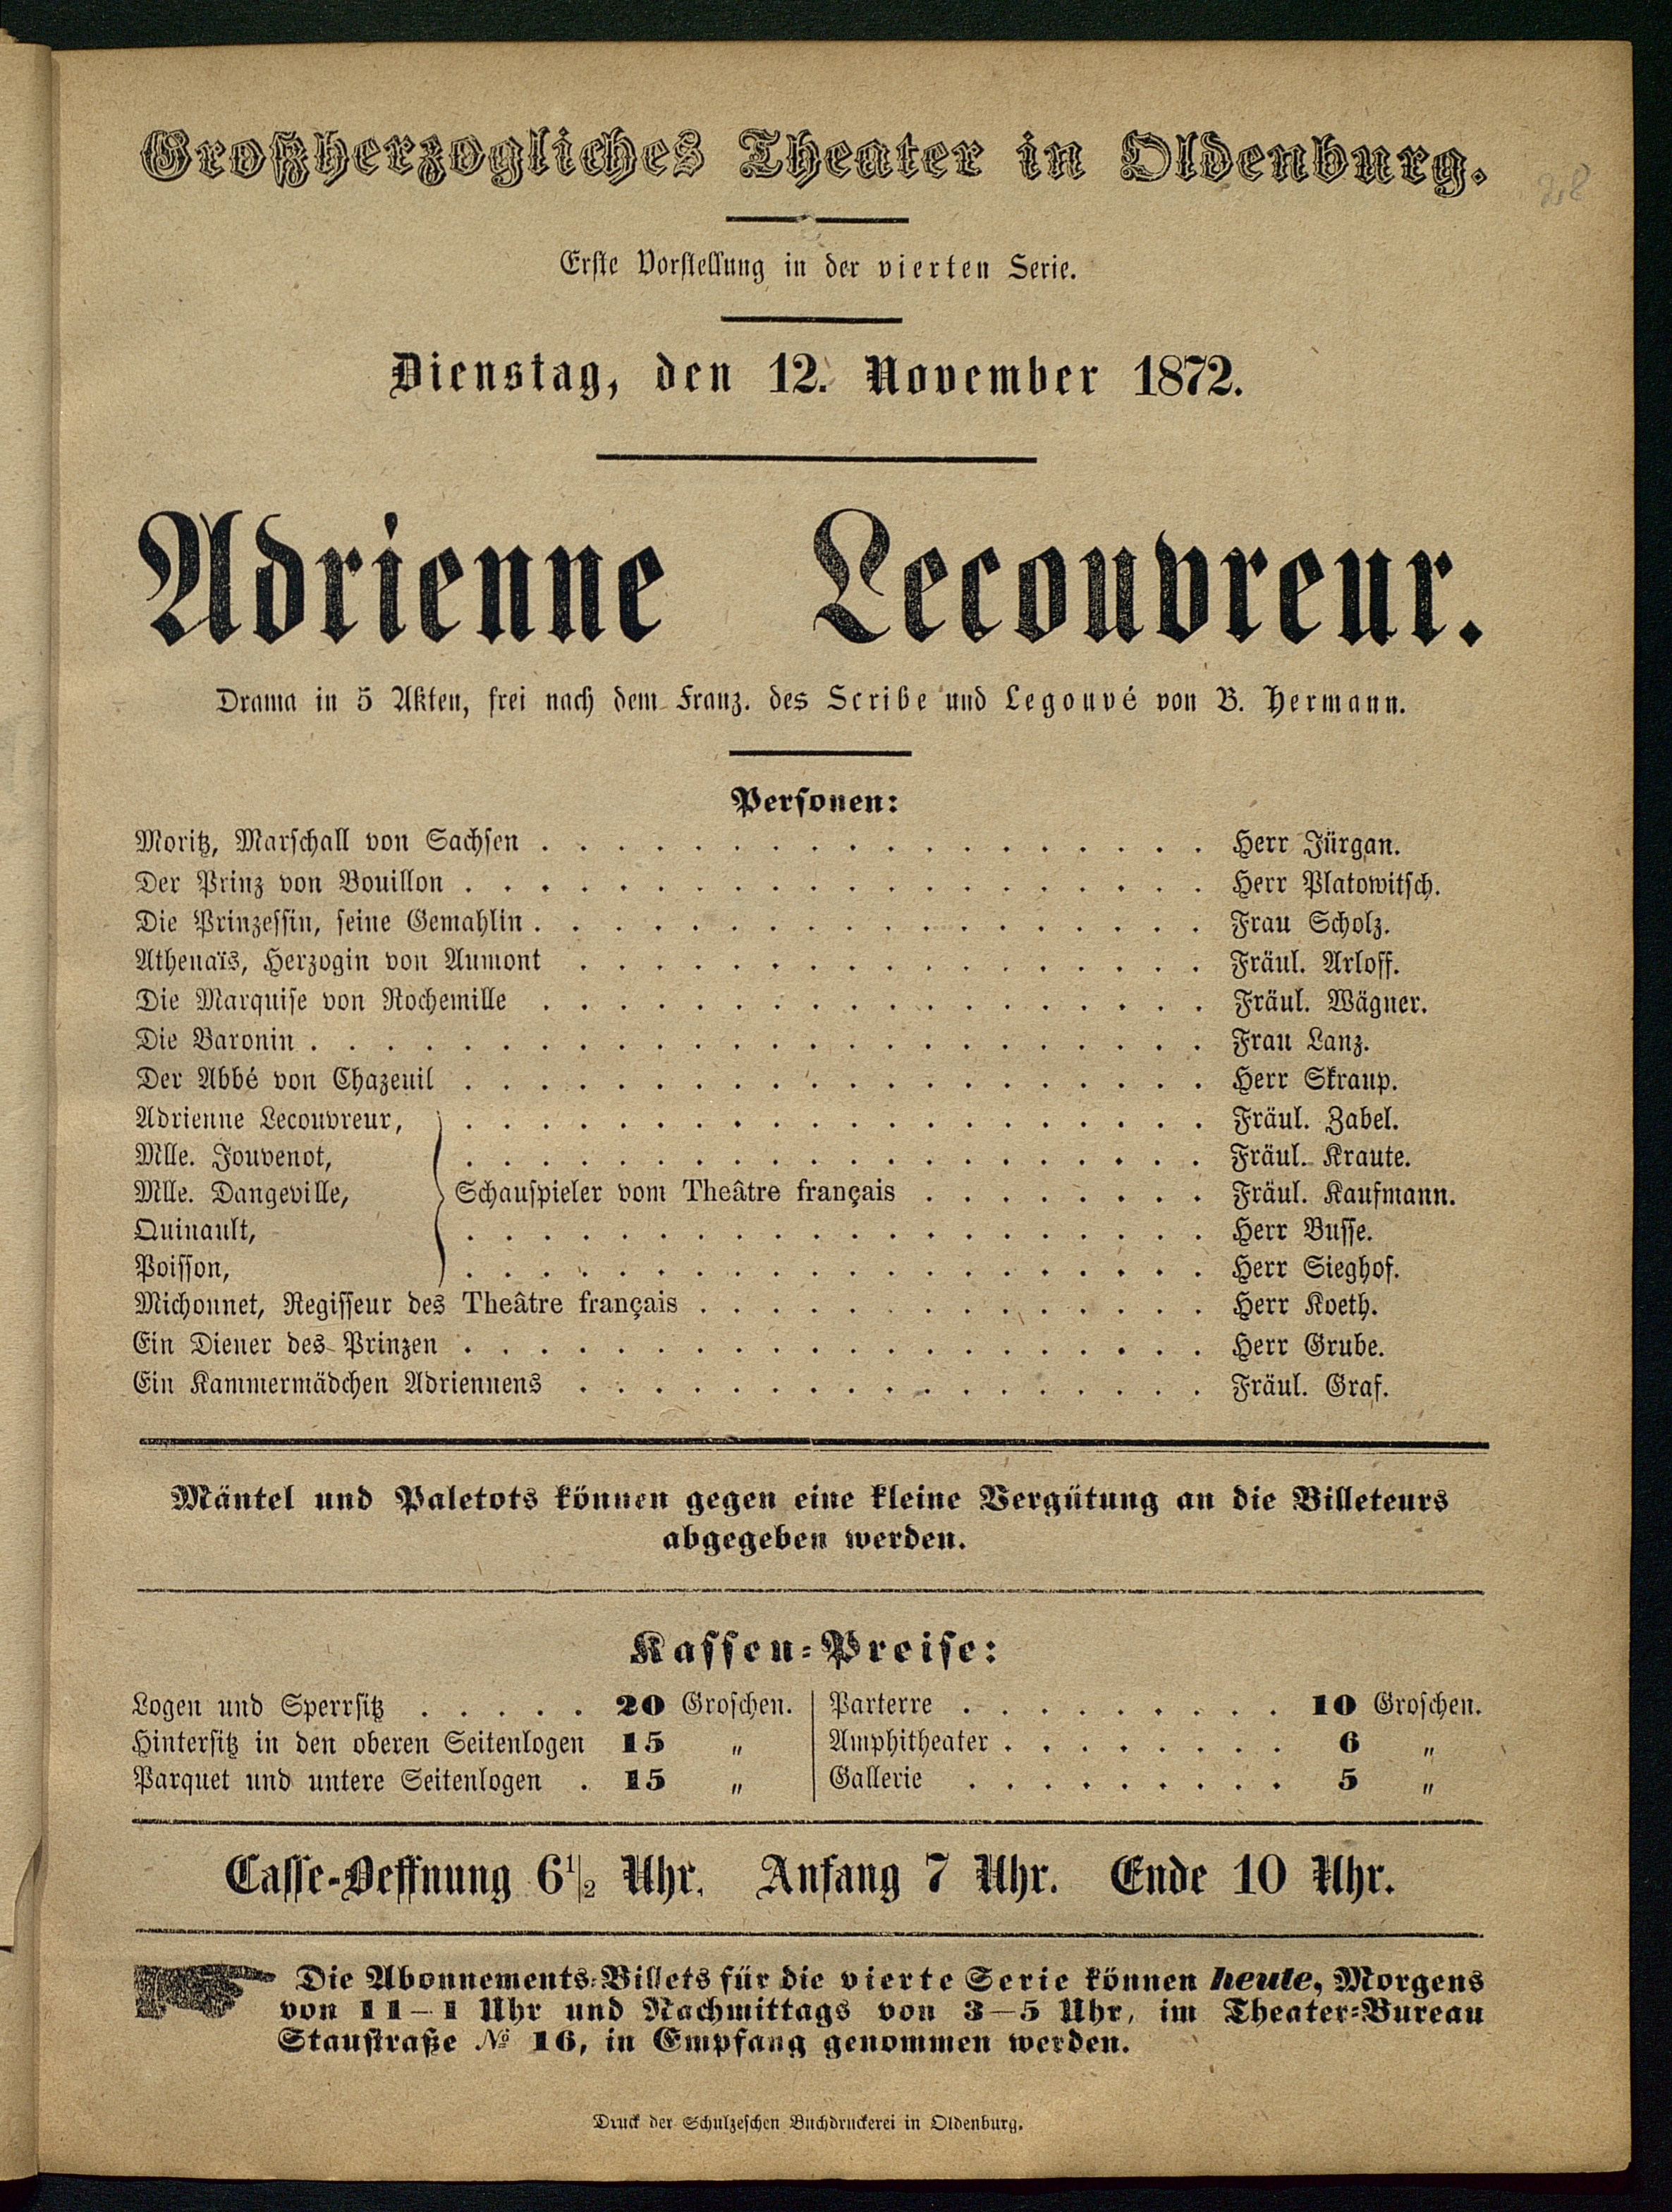 Großherzogliches Theater in Oldenburg.
28
Erste Vorstellung in der vierten Serie.
Dienstag, den 12. November 1872.
Adrienne Lecouvreur.
Drama in 5 Akten, frei nach dem Franz. des Scribe und Legouvé von B. Hermann.
Personen:
Moritz, Marschall von Sachsen . . . . . . . . . . . . . . . . . . Herr Jürgan.
Der Prinz von Bouillon . . . . . . . . . . . . . . . . . . . . Herr Platowitsch.
Die Prinzessin, seine Gemahlin . . . . . . . . . . . . . . . . . . Frau Scholz.
Athenaïs, Herzogin von Aumont . . . . . . . . . . . . . . . . . Fräul. Arloff.
Die Marquise von Rochemille . . . . . . . . . . . . . . . . . . Fräul. Wägner.
Die Baronin . . . . . . . . . . . . . . . . . . . . . . . . Frau Lanz.
Der Abbé von Chazeuil . . . . . . . . . . . . . . . . . . . . Herr Skraup.
Adrienne Lecouvreur, . . . . . . . . . . . . . . . . . . . . Fräul. Zabel.
Mlle. Jouvenot, . . . . . . . . . . . . . . . . . . . . Fräul. Kraute.
Mlle. Dangeville, Schauspieler vom Theâtre français . . . . . . . . Fräul. Kaufmann.
Quinault, . . . . . . . . . . . . . . . . . . . . Herr Busse.
Poisson, . . . . . . . . . . . . . . . . . . . . Herr Sieghof.
Michonnet, Regisseur des Theâtre français . . . . . . . . . . . . . . Herr Koeth.
Ein Diener des Prinzen . . . . . . . . . . . . . . . . . . . . Herr Grube.
Ein Kammermädchen Adriennens . . . . . . . . . . . . . . . . . Fräul. Graf.
Mäntel und Paletots können gegen eine kleine Vergütung an die Billeteurs
abgegeben werden.
Kassen-Preise:
Logen und Sperrsitz . . . . . 20 Groschen. | Parterre . . . . . . . . . 10 Groschen.
Hintersitz in den oberen Seitenlogen 15 " | Amphitheater . . . . . . . . 6 "
Parquet und untere Seitenlogen . 15 " | Gallerie . . . . . . . . . 5 "
Casse-Oeffnung 6½ Uhr. Anfang 7 Uhr. Ende 10 Uhr.
Die Abonnements-Billets für die vierte Serie können heute, Morgens
von 11—1 Uhr und Nachmittags von 3—5 Uhr, im Theater-Bureau
Staustraße № 16, in Empfang genommen werden.
Druck der Schulzeschen Buchdruckerei in Oldenburg.